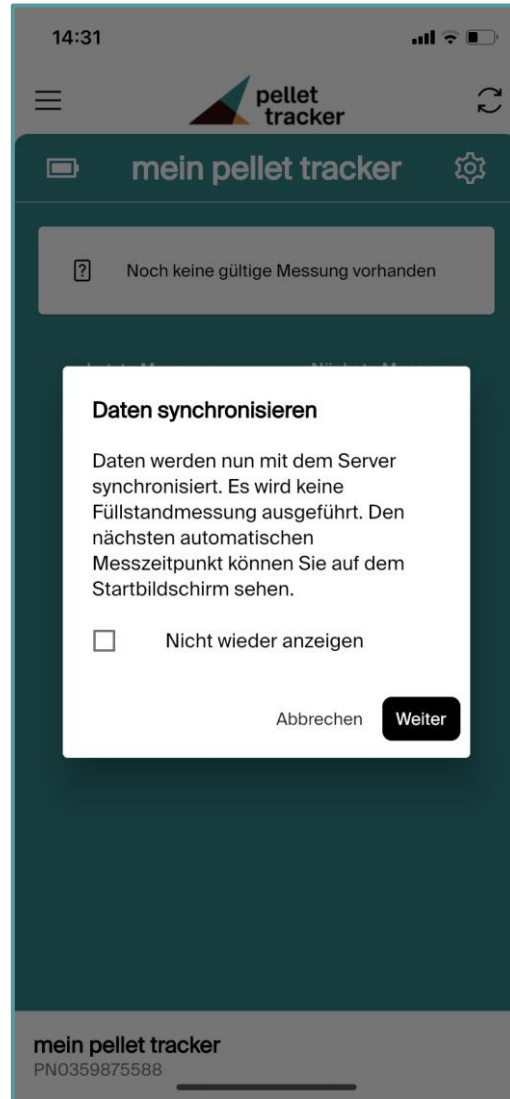 14:31
pellet
tracker
mein pellet tracker
Noch keine gültige Messung vorhanden
Daten synchronisieren
Daten werden nun mit dem Server
synchronisiert. Es wird keine
Füllstandmessung ausgeführt. Den
nächsten automatischen
Messzeitpunkt können Sie auf dem
Startbildschirm sehen.
Nicht wieder anzeigen
Abbrechen Weiter
mein pellet tracker
PN0359875588